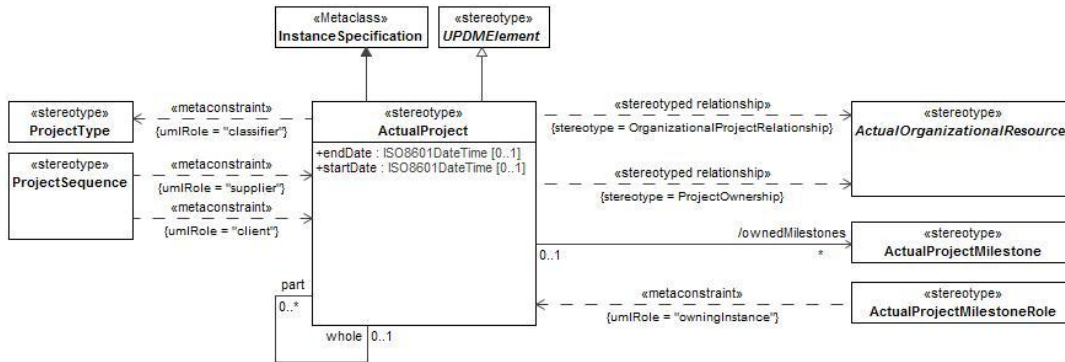 «Metaclass»
InstanceSpecification
«stereotype»
UPDMElement
«stereotype»
ProjectType
«metaconstraint»
{umlRole = "classifier"}
«stereotype»
ProjectSequence
«metaconstraint»
{umlRole = "supplier"}
«metaconstraint»
{umlRole = "client"}
«stereotype»
ActualProject
+endDate : ISO8601DateTime [0..1]
+startDate : ISO8601DateTime [0..1]
«stereotyped relationship»
{stereotype = OrganizationalProjectRelationship}
«stereotyped relationship»
{stereotype = ProjectOwnership}
«stereotype»
ActualOrganizationalResource
/ownedMilestones
0..1
*
«stereotype»
ActualProjectMilestone
«metaconstraint»
{umlRole = "owningInstance"}
«stereotype»
ActualProjectMilestoneRole
part
0..*
whole
0..1